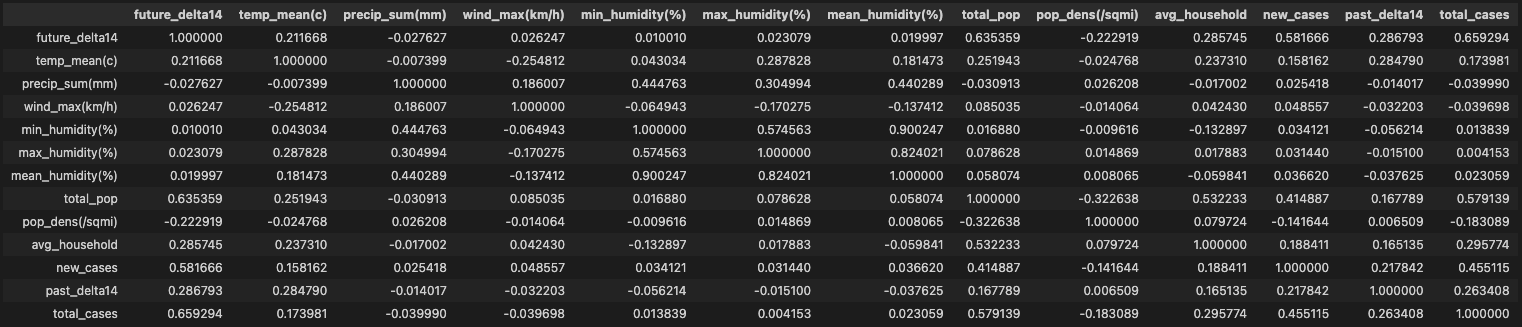 future_delta14 temp_mean(c) precip_sum(mm) wind_max(km/h) min_humidity(%) max_humidity(%) mean_humidity(%) total_pop pop_dens(/sqmi) avg_household new_cases past_delta14 total_cases
future_delta14 1.000000 0.211668 -0.027627 0.026247 0.010010 0.023079 0.019997 0.635359 -0.222919 0.285745 0.581666 0.286793 0.659294
temp_mean(c) 0.211668 1.000000 -0.007399 -0.254812 0.043034 0.287828 0.181473 0.251943 -0.024768 0.237310 0.158162 0.284790 0.173981
precip_sum(mm) -0.027627 -0.007399 1.000000 0.186007 0.444763 0.304994 0.440289 -0.030913 0.026208 -0.017002 0.025418 -0.014017 -0.039990
wind_max(km/h) 0.026247 -0.254812 0.186007 1.000000 -0.064943 -0.170275 -0.137412 0.085035 -0.014064 0.042430 0.048557 -0.032203 -0.039698
min_humidity(%) 0.010010 0.043034 0.444763 -0.064943 1.000000 0.574563 0.900247 0.016880 -0.009616 -0.132897 0.034121 -0.056214 0.013839
max_humidity(%) 0.023079 0.287828 0.304994 -0.170275 0.574563 1.000000 0.824021 0.078628 0.014869 0.017883 0.031440 -0.015100 0.004153
mean_humidity(%) 0.019997 0.181473 0.440289 -0.137412 0.900247 0.824021 1.000000 0.058074 0.008065 -0.059841 0.036620 -0.037625 0.023059
total_pop 0.635359 0.251943 -0.030913 0.085035 0.016880 0.078628 0.058074 1.000000 -0.322638 0.532233 0.414887 0.167789 0.579139
pop_dens(/sqmi) -0.222919 -0.024768 0.026208 -0.014064 -0.009616 0.014869 0.008065 -0.322638 1.000000 0.079724 -0.141644 0.006509 -0.183089
avg_household 0.285745 0.237310 -0.017002 0.042430 -0.132897 0.017883 -0.059841 0.532233 0.079724 1.000000 0.188411 0.165135 0.295774
new_cases 0.581666 0.158162 0.025418 0.048557 0.034121 0.031440 0.036620 0.414887 -0.141644 0.188411 1.000000 0.217842 0.455115
past_delta14 0.286793 0.284790 -0.014017 -0.032203 -0.056214 -0.015100 -0.037625 0.167789 0.006509 0.165135 0.217842 1.000000 0.263408
total_cases 0.659294 0.173981 -0.039990 -0.039698 0.013839 0.004153 0.023059 0.579139 -0.183089 0.295774 0.455115 0.263408 1.000000